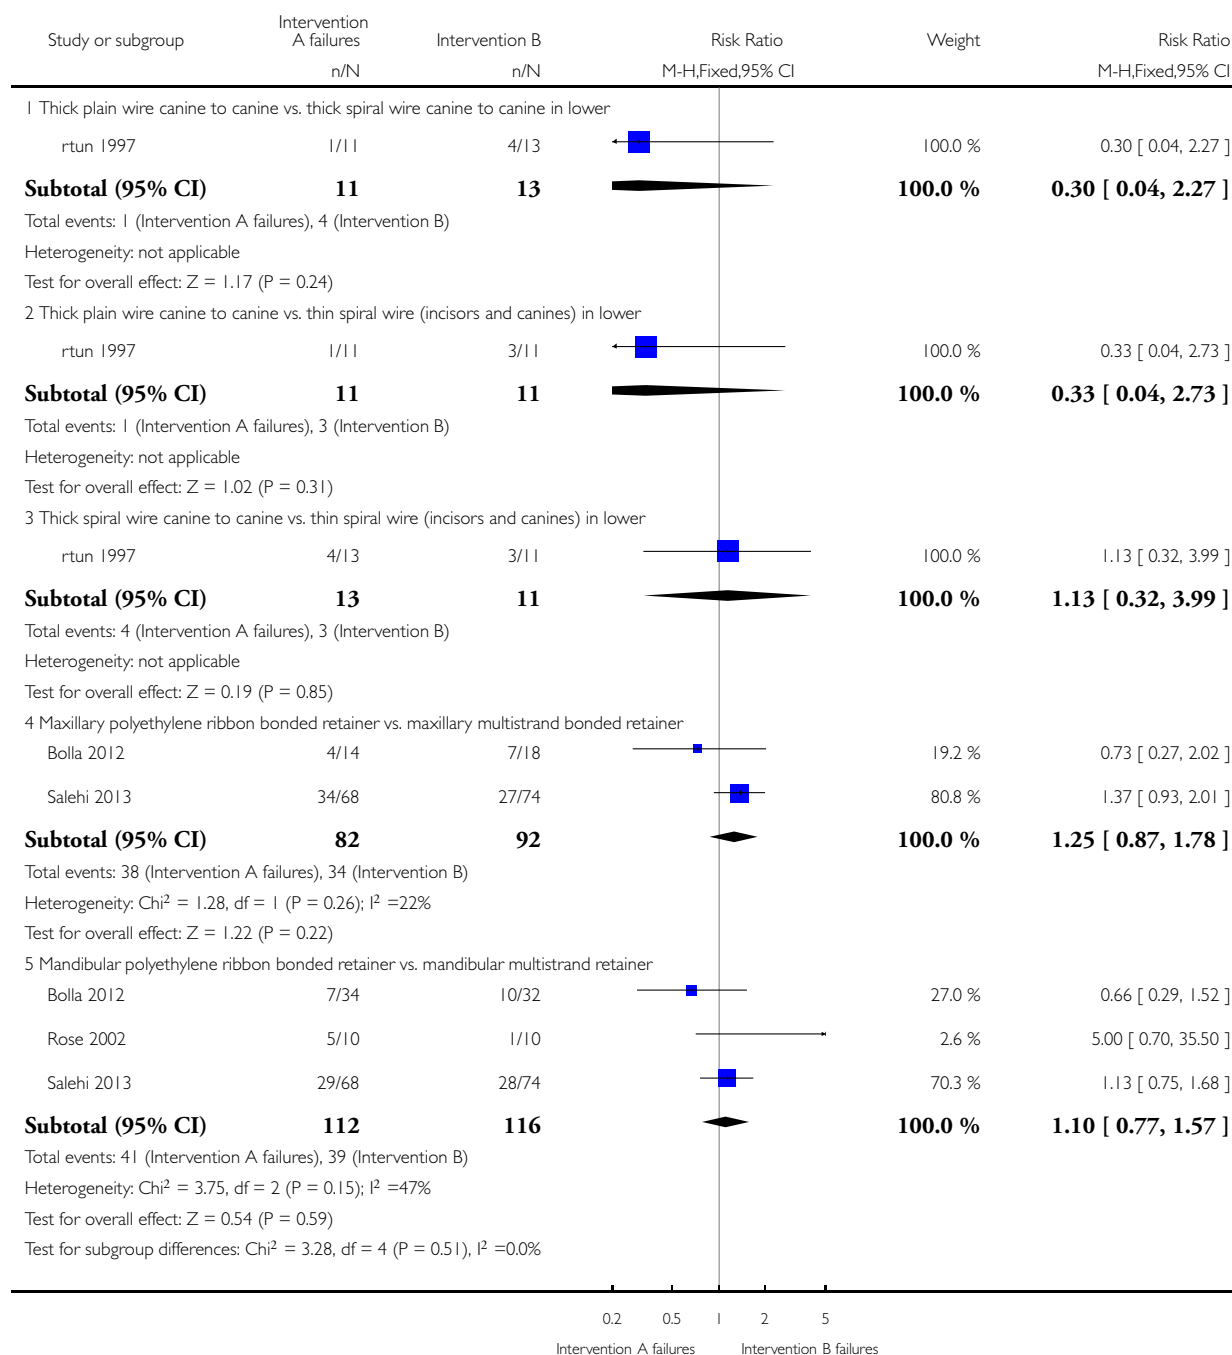 Study or subgroup Intervention A failures Intervention B Risk Ratio Weight Risk Ratio
n/N n/N M-H,Fixed,95% CI M-H,Fixed,95% CI
1 Thick plain wire canine to canine vs. thick spiral wire canine to canine in lower
rtun 1997 1/11 4/13 100.0 % 0.30 [ 0.04, 2.27 ]
Subtotal (95% CI) 11 13 100.0 % 0.30 [ 0.04, 2.27 ]
Total events: 1 (Intervention A failures), 4 (Intervention B)
Heterogeneity: not applicable
Test for overall effect: Z = 1.17 (P = 0.24)
2 Thick plain wire canine to canine vs. thin spiral wire (incisors and canines) in lower
rtun 1997 1/11 3/11 100.0 % 0.33 [ 0.04, 2.73 ]
Subtotal (95% CI) 11 11 100.0 % 0.33 [ 0.04, 2.73 ]
Total events: 1 (Intervention A failures), 3 (Intervention B)
Heterogeneity: not applicable
Test for overall effect: Z = 1.02 (P = 0.31)
3 Thick spiral wire canine to canine vs. thin spiral wire (incisors and canines) in lower
rtun 1997 4/13 3/11 100.0 % 1.13 [ 0.32, 3.99 ]
Subtotal (95% CI) 13 11 100.0 % 1.13 [ 0.32, 3.99 ]
Total events: 4 (Intervention A failures), 3 (Intervention B)
Heterogeneity: not applicable
Test for overall effect: Z = 0.19 (P = 0.85)
4 Maxillary polyethylene ribbon bonded retainer vs. maxillary multistrand bonded retainer
Bolla 2012 4/14 7/18 19.2 % 0.73 [ 0.27, 2.02 ]
Salehi 2013 34/68 27/74 80.8 % 1.37 [ 0.93, 2.01 ]
Subtotal (95% CI) 82 92 100.0 % 1.25 [ 0.87, 1.78 ]
Total events: 38 (Intervention A failures), 34 (Intervention B)
Heterogeneity: Chi² = 1.28, df = 1 (P = 0.26); I² =22%
Test for overall effect: Z = 1.22 (P = 0.22)
5 Mandibular polyethylene ribbon bonded retainer vs. mandibular multistrand retainer
Bolla 2012 7/34 10/32 27.0 % 0.66 [ 0.29, 1.52 ]
Rose 2002 5/10 1/10 2.6 % 5.00 [ 0.70, 35.50 ]
Salehi 2013 29/68 28/74 70.3 % 1.13 [ 0.75, 1.68 ]
Subtotal (95% CI) 112 116 100.0 % 1.10 [ 0.77, 1.57 ]
Total events: 41 (Intervention A failures), 39 (Intervention B)
Heterogeneity: Chi² = 3.75, df = 2 (P = 0.15); I² =47%
Test for overall effect: Z = 0.54 (P = 0.59)
Test for subgroup differences: Chi² = 3.28, df = 4 (P = 0.51), I² =0.0%
0.2 0.5 1 2 5
Intervention A failures Intervention B failures